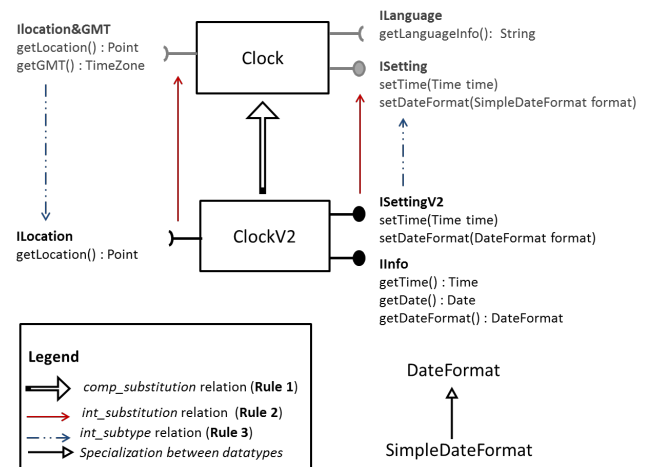 Ilocation&GMT
getLocation() : Point
getGMT() : TimeZone
Clock
ILanguage
getLanguageInfo(): String
ISetting
setTime(Time time)
setDateFormat(SimpleDateFormat format)
ILocation
getLocation() : Point
ClockV2
ISettingV2
setTime(Time time)
setDateFormat(DateFormat format)
IInfo
getTime() : Time
getDate() : Date
getDateFormat() : DateFormat
Legend
comp_substitution relation (Rule 1)
int_substitution relation (Rule 2)
int_subtype relation (Rule 3)
Specialization between datatypes
DateFormat
SimpleDateFormat